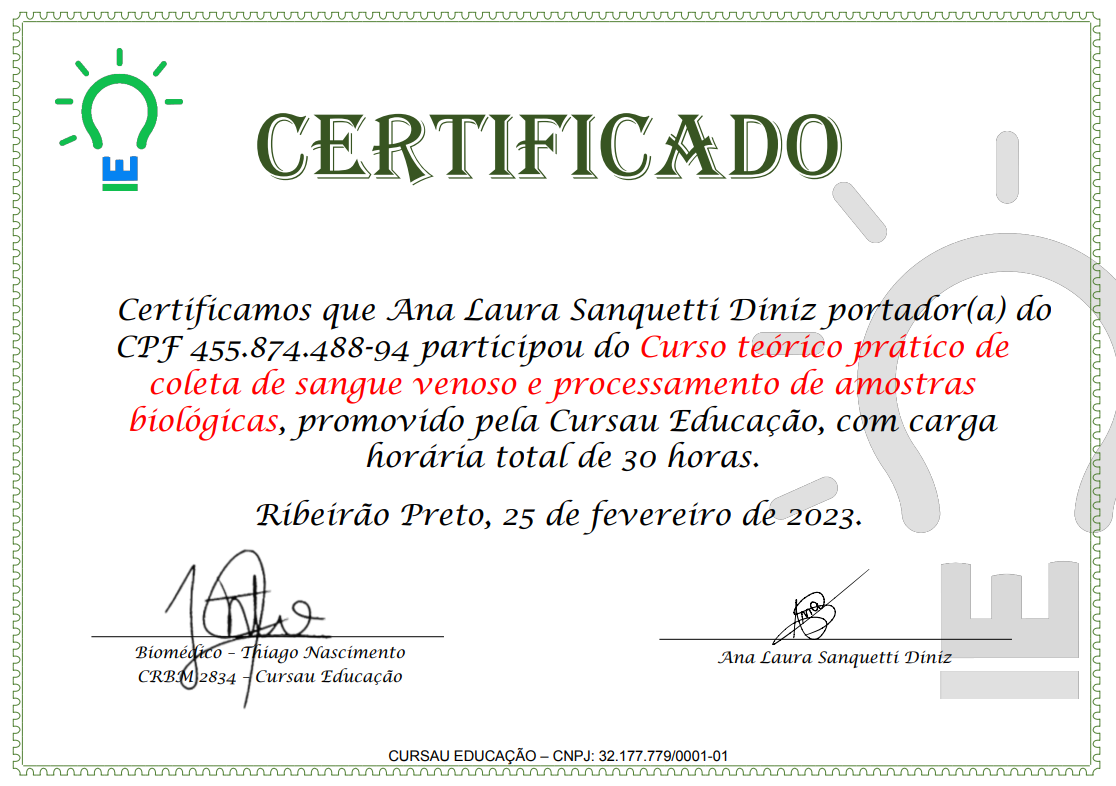 CERTIFICADO
Certificamos que Ana Laura Sanquetti Diniz portador(a) do
CPF 455.874.488-94 participou do Curso teórico prático de
coleta de sangue venoso e processamento de amostras
biológicas, promovido pela Cursau Educação, com carga
horária total de 30 horas.
Ribeirão Preto, 25 de fevereiro de 2023.
Biomédico – Thiago Nascimento
CRBM 2834 – Cursau Educação
Ana
Ana Laura Sanquetti Diniz
CURSAU EDUCAÇÃO – CNPJ: 32.177.779/0001-01